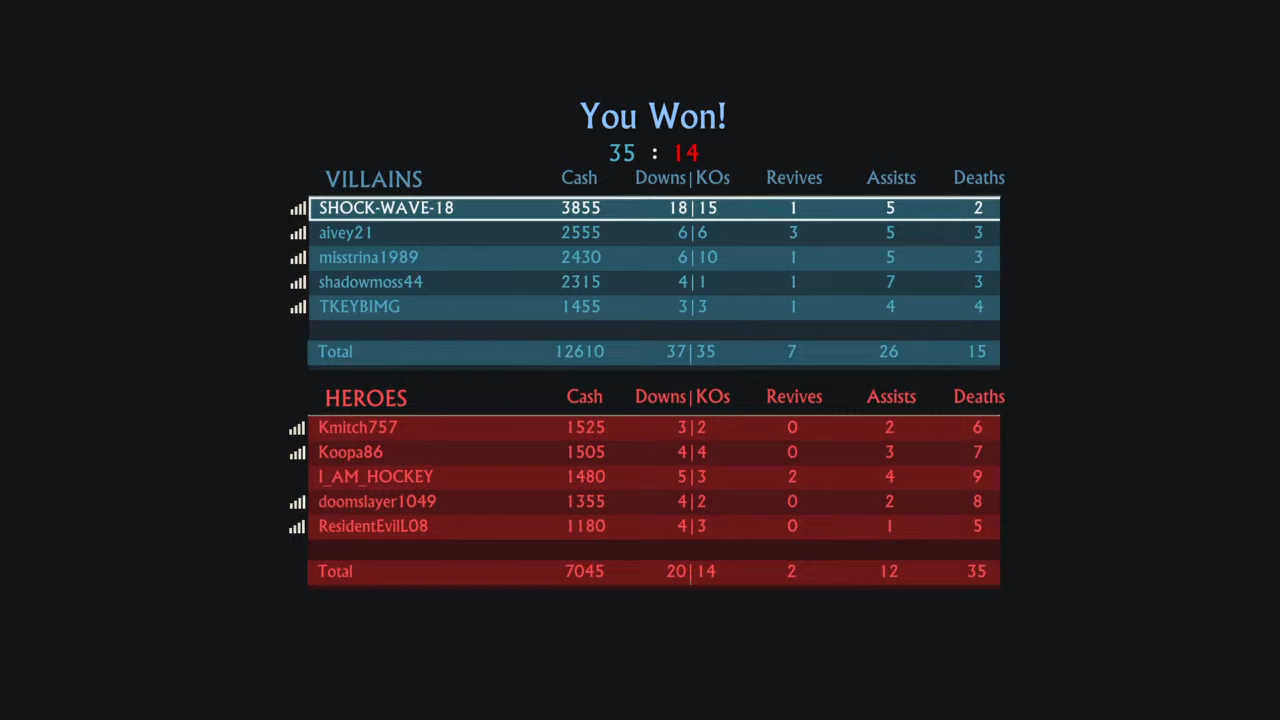 You Won!
35 : 14
VILLAINS Cash Downs|KOs Revives Assists Deaths
SHOCK-WAVE-18 3855 18|15 1 5 2
aivey21 2555 6|6 3 5 3
misstrina1989 2430 6|10 1 5 3
shadowmoss44 2315 4|1 1 7 3
TKEYBIMG 1455 3|3 1 4 4
Total 12610 37|35 7 26 15
HEROES Cash Downs|KOs Revives Assists Deaths
Kmitch757 1525 3|2 0 2 6
Koopa86 1505 4|4 0 3 7
I_AM_HOCKEY 1480 5|3 2 4 9
doomslayer1049 1355 4|2 0 2 8
ResidentEvilL08 1180 4|3 0 1 5
Total 7045 20|14 2 12 35